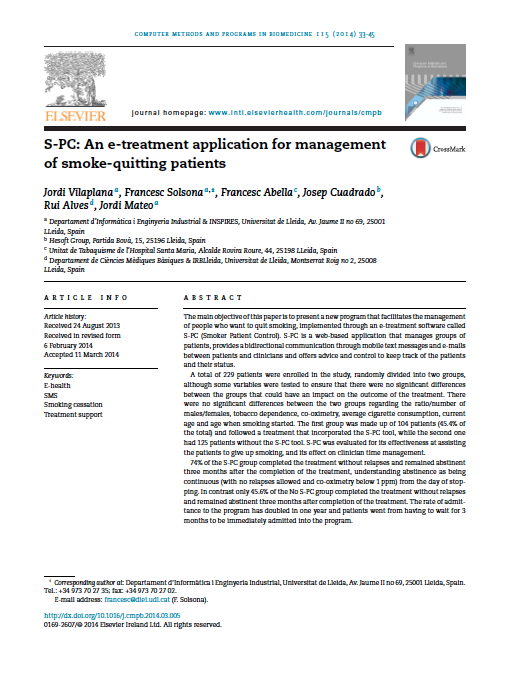 COMPUTER METHODS AND PROGRAMS IN BIOMEDICINE 115 (2014) 33-45
ELSEVIER
journal homepage: www.intl.elsevierhealth.com/journals/cmpb
S-PC: An e-treatment application for management
of smoke-quitting patients
CrossMark
Jordi Vilaplana a, Francesc Solsona a,*, Francesc Abella c, Josep Cuadrado b,
Rui Alves d, Jordi Mateo a
a Departament d'Informàtica i Enginyeria Industrial & INSPIRES, Universitat de Lleida, Av. Jaume II no 69, 25001
LLeida, Spain
b Hesoft Group, Partida Bovà, 15, 25196 Lleida, Spain
c Unitat de Tabaquisme de l'Hospital Santa Maria, Alcalde Rovira Roure, 44, 25198 LLeida, Spain
d Departament de Ciències Mèdiques Bàsiques & IRBLleida, Universitat de Lleida, Montserrat Roig no 2, 25008
LLeida, Spain
ARTICLE INFO
Article history:
Received 24 August 2013
Received in revised form
6 February 2014
Accepted 11 March 2014
Keywords:
E-health
SMS
Smoking cessation
Treatment support
ABSTRACT
The main objective of this paper is to present a new program that facilitates the management
of people who want to quit smoking, implemented through an e-treatment software called
S-PC (Smoker Patient Control). S-PC is a web-based application that manages groups of
patients, provides a bidirectional communication through mobile text messages and e-mails
between patients and clinicians and offers advice and control to keep track of the patients
and their status.
A total of 229 patients were enrolled in the study, randomly divided into two groups,
although some variables were tested to ensure that there were no significant differences
between the groups that could have an impact on the outcome of the treatment. There
were no significant differences between the two groups regarding the ratio/number of
males/females, tobacco dependence, co-oximetry, average cigarette consumption, current
age and age when smoking started. The first group was made up of 104 patients (45.4% of
the total) and followed a treatment that incorporated the S-PC tool, while the second one
had 125 patients without the S-PC tool. S-PC was evaluated for its effectiveness at assisting
the patients to give up smoking, and its effect on clinician time management.
74% of the S-PC group completed the treatment without relapses and remained abstinent
three months after the completion of the treatment, understanding abstinence as being
continuous (with no relapses allowed and co-oximetry below 1 ppm) from the day of stop-
ping. In contrast only 45.6% of the No S-PC group completed the treatment without relapses
and remained abstinent three months after completion of the treatment. The rate of admit-
tance to the program has doubled in one year and patients went from having to wait for 3
months to be immediately admitted into the program.
* Corresponding author at: Departament d'Informàtica i Enginyeria Industrial, Universitat de Lleida, Av. Jaume II no 69, 25001 Lleida, Spain.
Tel.: +34 973 70 27 35; fax: +34 973 70 27 02.
E-mail address: francesc@diei.udl.cat (F. Solsona).
http://dx.doi.org/10.1016/j.cmpb.2014.03.005
0169-2607/© 2014 Elsevier Ireland Ltd. All rights reserved.